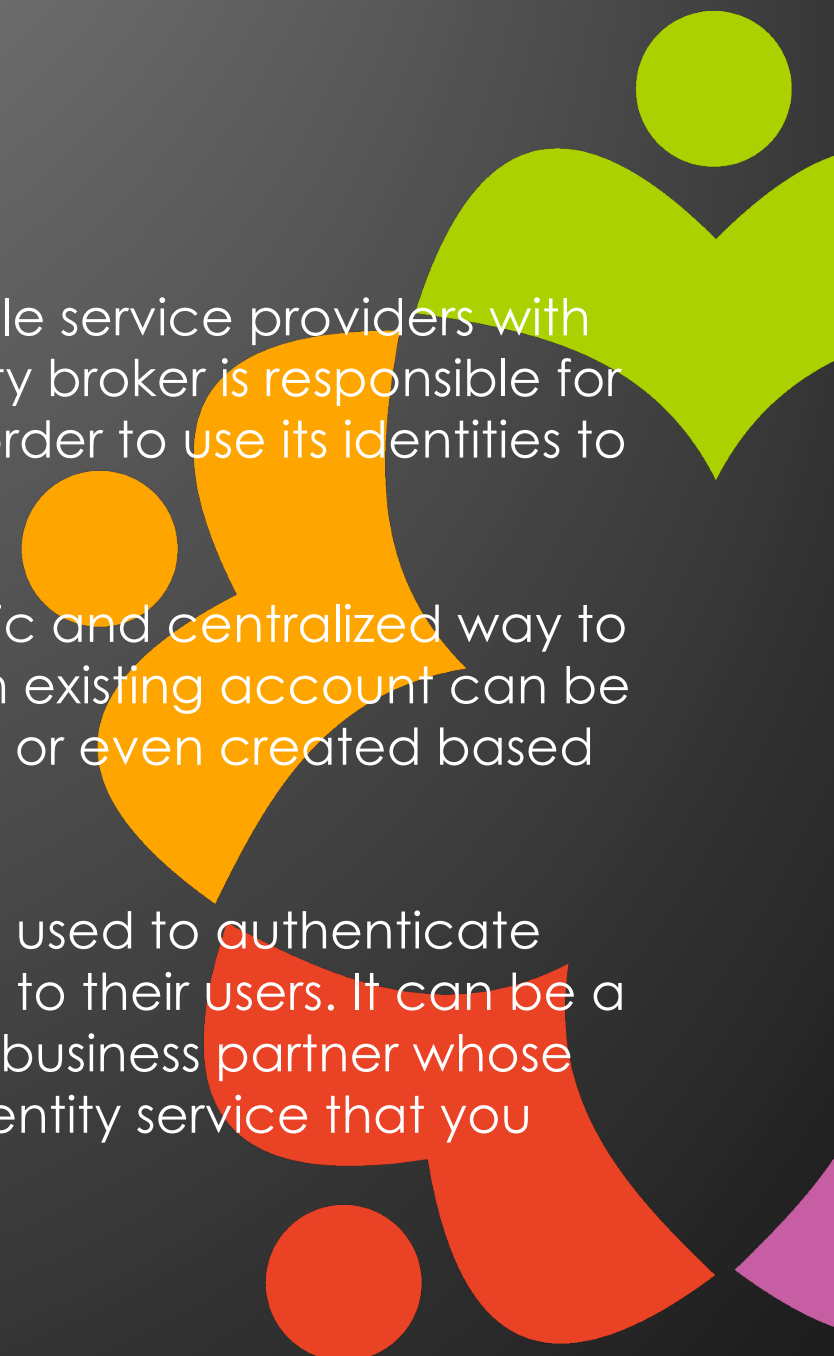 le service providers with
ty broker is responsible for
rder to use its identities to
ic and centralized way to
existing account can be
or even created based
used to authenticate
to their users. It can be a
business partner whose
entity service that you